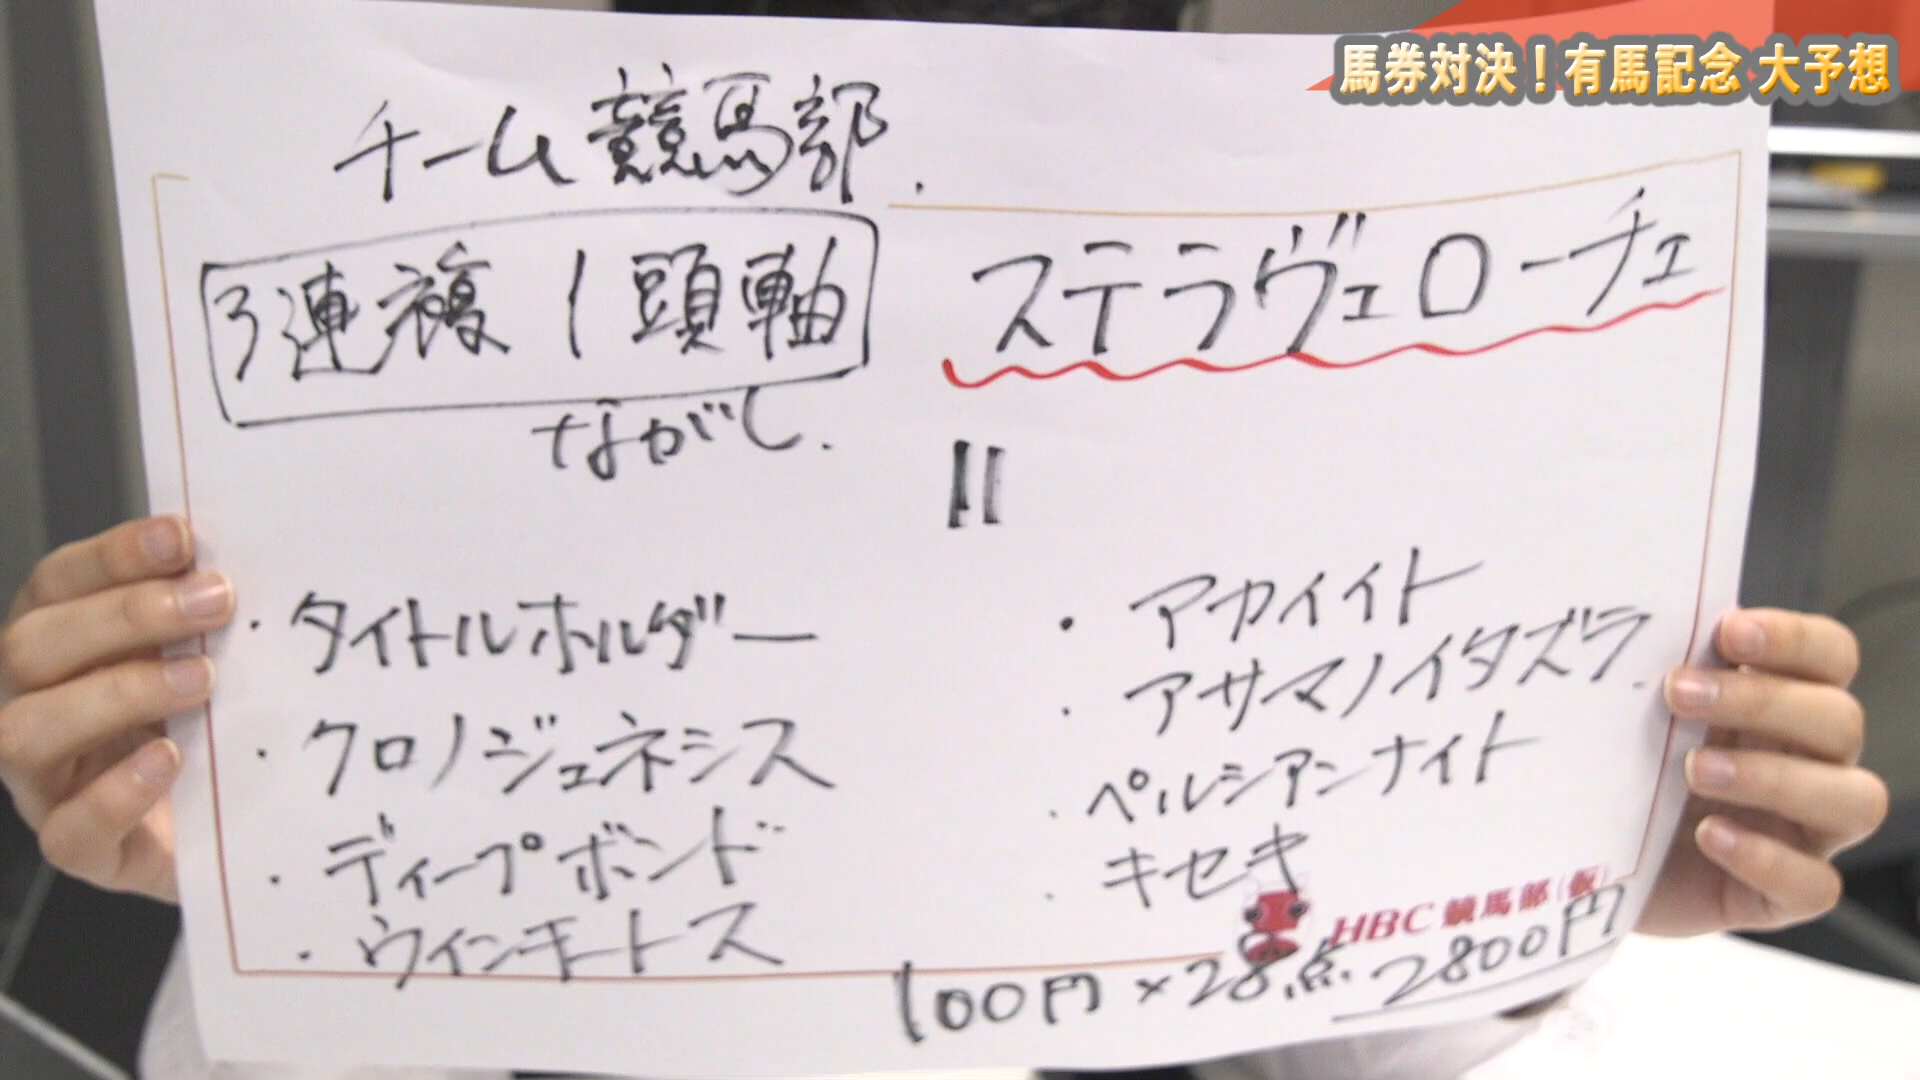 馬券対決！有馬記念 大予想
チーム競馬部.
3連複 1頭軸
ながし.
ステラヴェローチェ
=
・タイトルホルダー
・クロノジェネシス
・ディープボンド
・ウインキートス
・アカイイト
・アサマノイタズラ
・ペルシアンナイト
・キセキ
HBC競馬部(仮)
100円×28点. 2800円